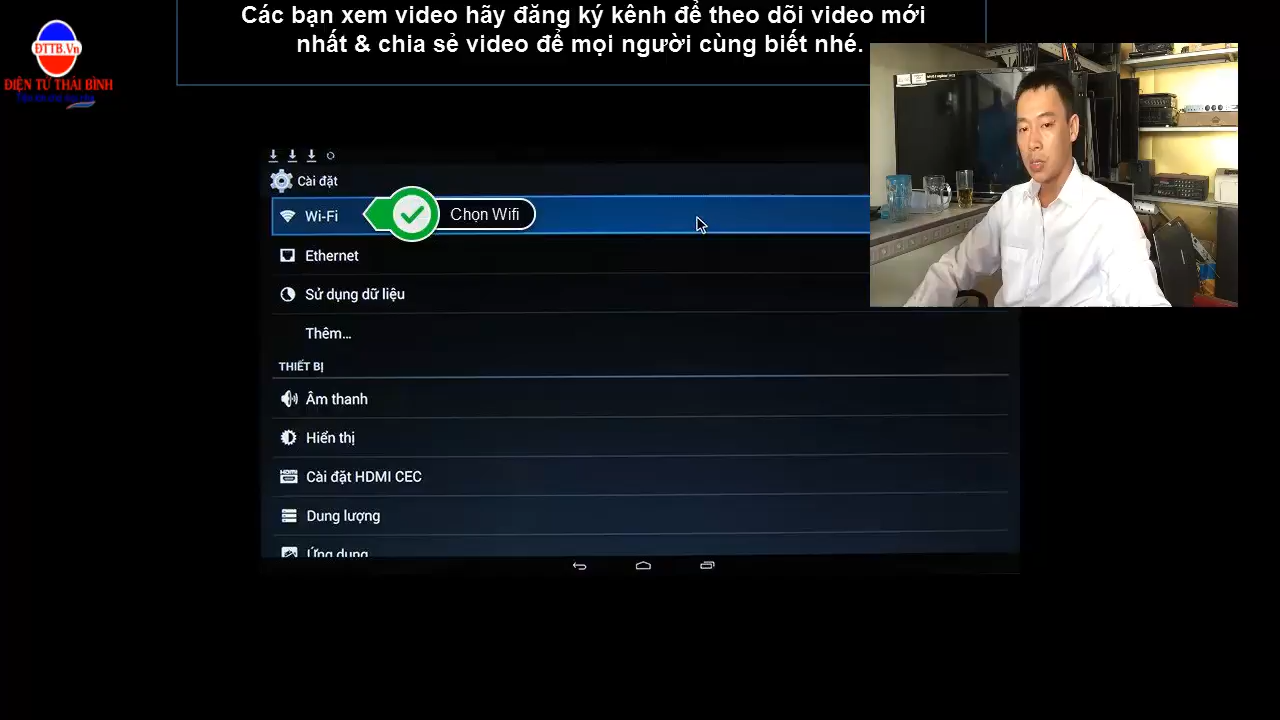 Các bạn xem video hãy đăng ký kênh để theo dõi video mới
nhất & chia sẻ video để mọi người cùng biết nhé.
ĐTTB.Vn
ĐIỆN TỬ THÁI BÌNH
Cài đặt
Wi-Fi
Chọn Wifi
Ethernet
Sử dụng dữ liệu
Thêm...
THIẾT BỊ
Âm thanh
Hiển thị
Cài đặt HDMI CEC
Dung lượng
Ứng dụng